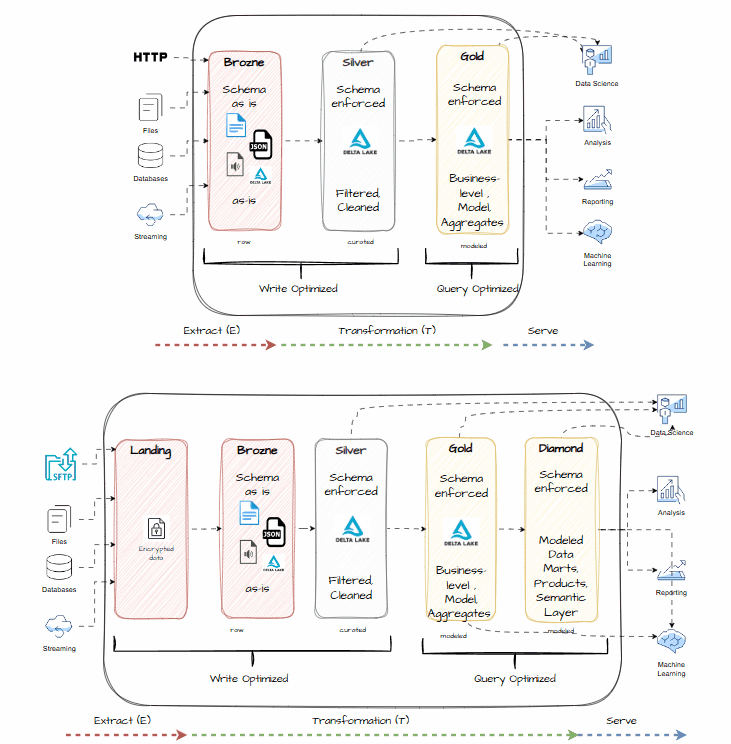 HTTP
Files
Databases
Streaming
Brozne
Schema
as is
JSON
DELTA LAKE
as-is
row
Silver
Schema
enforced
DELTA LAKE
Filtered,
Cleaned
curated
Gold
Schema
enforced
DELTA LAKE
Business-
level ,
Model,
Aggregates
modeled
Write Optimized
Query Optimized
Data Science
Analysis
Reporting
Machine
Learning
Extract (E)
Transformation (T)
Serve
SFTP
Files
Databases
Streaming
Landing
Encrypted
data
Brozne
Schema
as is
JSON
DELTA LAKE
as-is
row
Silver
Schema
enforced
DELTA LAKE
Filtered,
Cleaned
curated
Gold
Schema
enforced
DELTA LAKE
Business-
level ,
Model,
Aggregates
modeled
Diamond
Schema
enforced
Modeled
Data
Marts,
Products,
Semantic
Layer
modeled
Write Optimized
Query Optimized
Data Science
Analysis
Reporting
Machine
Learning
Extract (E)
Transformation (T)
Serve